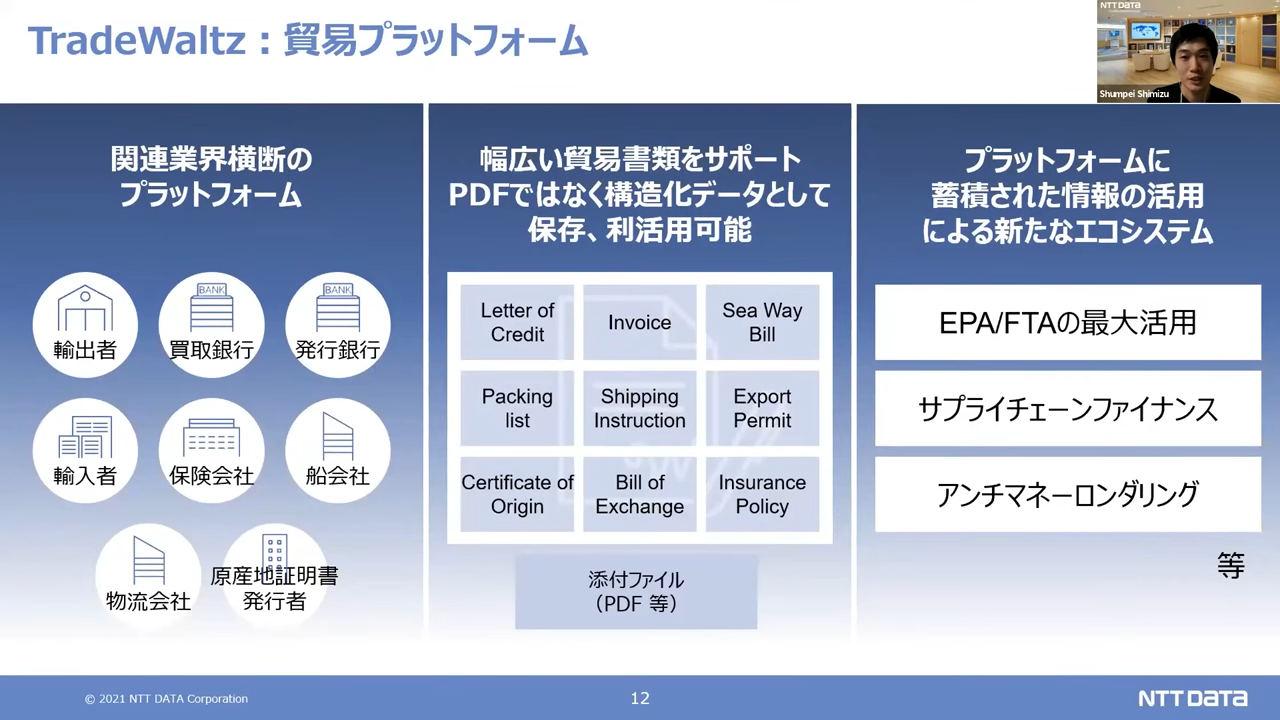 TradeWaltz：貿易プラットフォーム
NTT DATA
Shumpei Shimizu
関連業界横断の
プラットフォーム
BANK
BANK
輸出者
買取銀行
発行銀行
輸入者
保険会社
船会社
物流会社
原産地証明書
発行者
幅広い貿易書類をサポート
PDFではなく構造化データとして
保存、利活用可能
Letter of
Credit
Invoice
Sea Way
Bill
Packing
list
Shipping
Instruction
Export
Permit
Certificate of
Origin
Bill of
Exchange
Insurance
Policy
添付ファイル
（PDF 等）
プラットフォームに
蓄積された情報の活用
による新たなエコシステム
EPA/FTAの最大活用
サプライチェーンファイナンス
アンチマネーロンダリング
等
© 2021 NTT DATA Corporation
12
NTT DATA